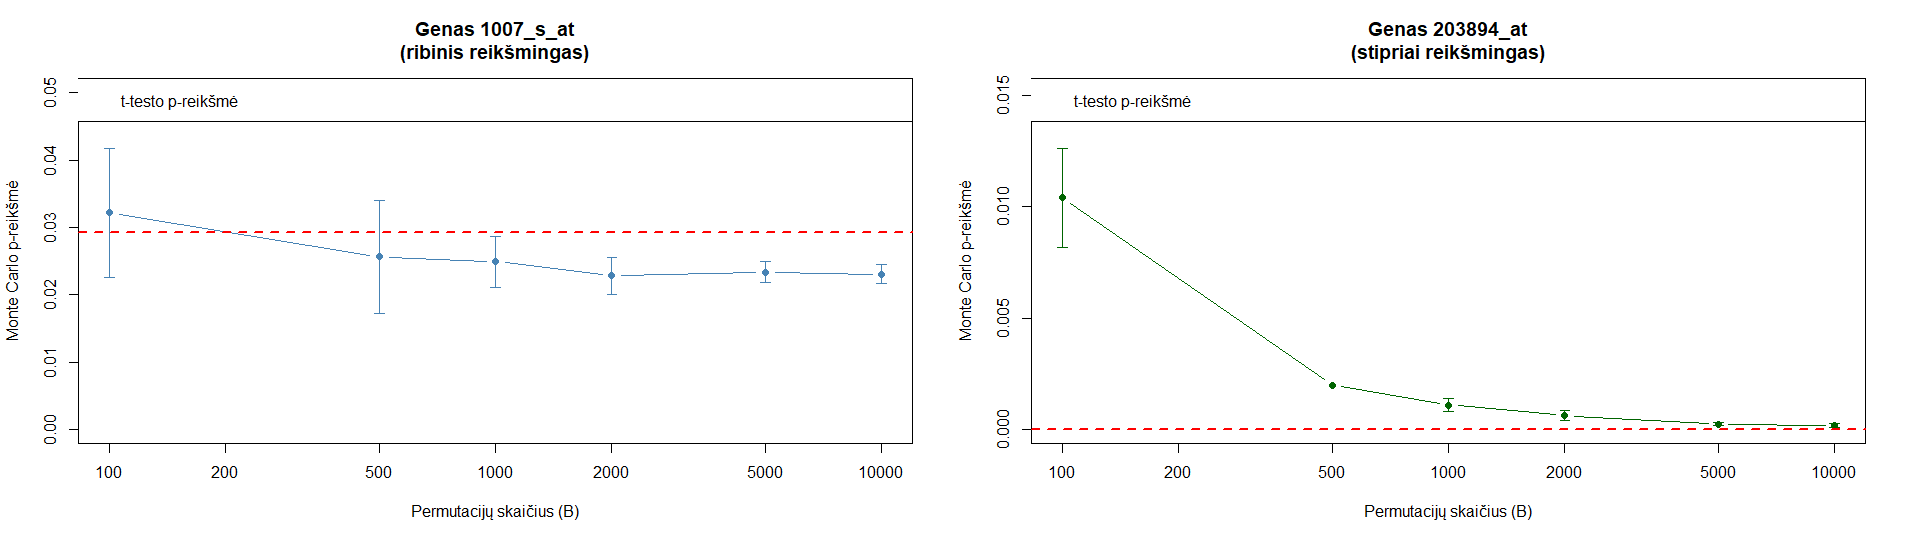 Genas 1007_s_at
(ribinis reikšmingas)
t-testo p-reikšmė
Monte Carlo p-reikšmė
0.05
0.04
0.03
0.02
0.01
0.00
100 200 500 1000 2000 5000 10000
Permutacijų skaičius (B)
Genas 203894_at
(stipriai reikšmingas)
t-testo p-reikšmė
Monte Carlo p-reikšmė
0.015
0.010
0.005
0.000
100 200 500 1000 2000 5000 10000
Permutacijų skaičius (B)